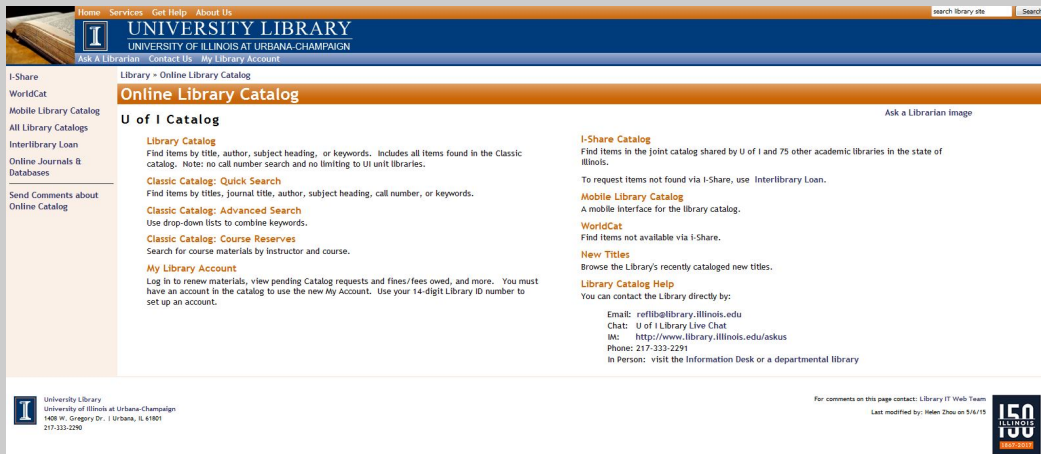 Home Services Get Help About Us
search library site Search
I UNIVERSITY LIBRARY
UNIVERSITY OF ILLINOIS AT URBANA-CHAMPAIGN
Ask A Librarian Contact Us My Library Account
I-Share
WorldCat
Mobile Library Catalog
All Library Catalogs
Interlibrary Loan
Online Journals &
Databases
Send Comments about
Online Catalog
Library » Online Library Catalog
Online Library Catalog
U of I Catalog
Library Catalog
Find items by title, author, subject heading, or keywords. Includes all items found in the Classic
catalog. Note: no call number search and no limiting to UI unit libraries.
Classic Catalog: Quick Search
Find items by titles, journal title, author, subject heading, call number, or keywords.
Classic Catalog: Advanced Search
Use drop-down lists to combine keywords.
Classic Catalog: Course Reserves
Search for course materials by instructor and course.
My Library Account
Log in to renew materials, view pending Catalog requests and fines/fees owed, and more. You must
have an account in the catalog to use the new My Account. Use your 14-digit Library ID number to
set up an account.
Ask a Librarian image
I-Share Catalog
Find items in the joint catalog shared by U of I and 75 other academic libraries in the state of
Illinois.
To request items not found via I-Share, use Interlibrary Loan.
Mobile Library Catalog
A mobile interface for the library catalog.
WorldCat
Find items not available via i-Share.
New Titles
Browse the Library's recently cataloged new titles.
Library Catalog Help
You can contact the Library directly by:
Email: reflib@library.illinois.edu
Chat: U of I Library Live Chat
IM: http://www.library.illinois.edu/askus
Phone: 217-333-2291
In Person: visit the Information Desk or a departmental library
I
University Library
University of Illinois at Urbana-Champaign
1408 W. Gregory Dr. | Urbana, IL 61801
217-333-2290
For comments on this page contact: Library IT Web Team
Last modified by: Helen Zhou on 5/6/15
150
ILLINOIS
1867-2017